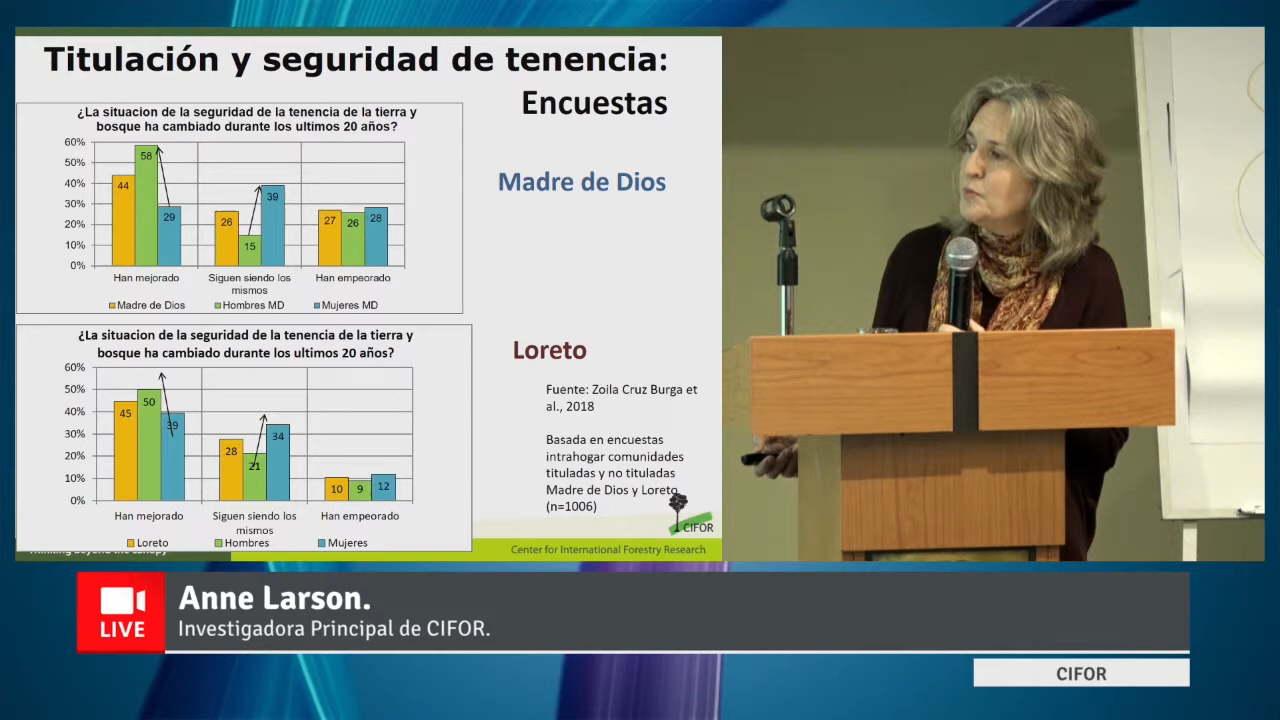 Titulación y seguridad de tenencia:
Encuestas
¿La situacion de la seguridad de la tenencia de la tierra y
bosque ha cambiado durante los ultimos 20 años?
60%
50%
40%
30%
20%
10%
0%
44
58
29
26
15
39
27
26
28
Han mejorado
Siguen siendo los
mismos
Han empeorado
Madre de Dios
Hombres MD
Mujeres MD
Madre de Dios
¿La situacion de la seguridad de la tenencia de la tierra y
bosque ha cambiado durante los ultimos 20 años?
60%
50%
40%
30%
20%
10%
0%
45
50
39
28
21
34
10
9
12
Han mejorado
Siguen siendo los
mismos
Han empeorado
Loreto
Hombres
Mujeres
Loreto
Fuente: Zoila Cruz Burga et
al., 2018
Basada en encuestas
intrahogar comunidades
tituladas y no tituladas
Madre de Dios y Loreto
(n=1006)
CIFOR
Thinking beyond the canopy
Center for International Forestry Research
LIVE
Anne Larson.
Investigadora Principal de CIFOR.
CIFOR